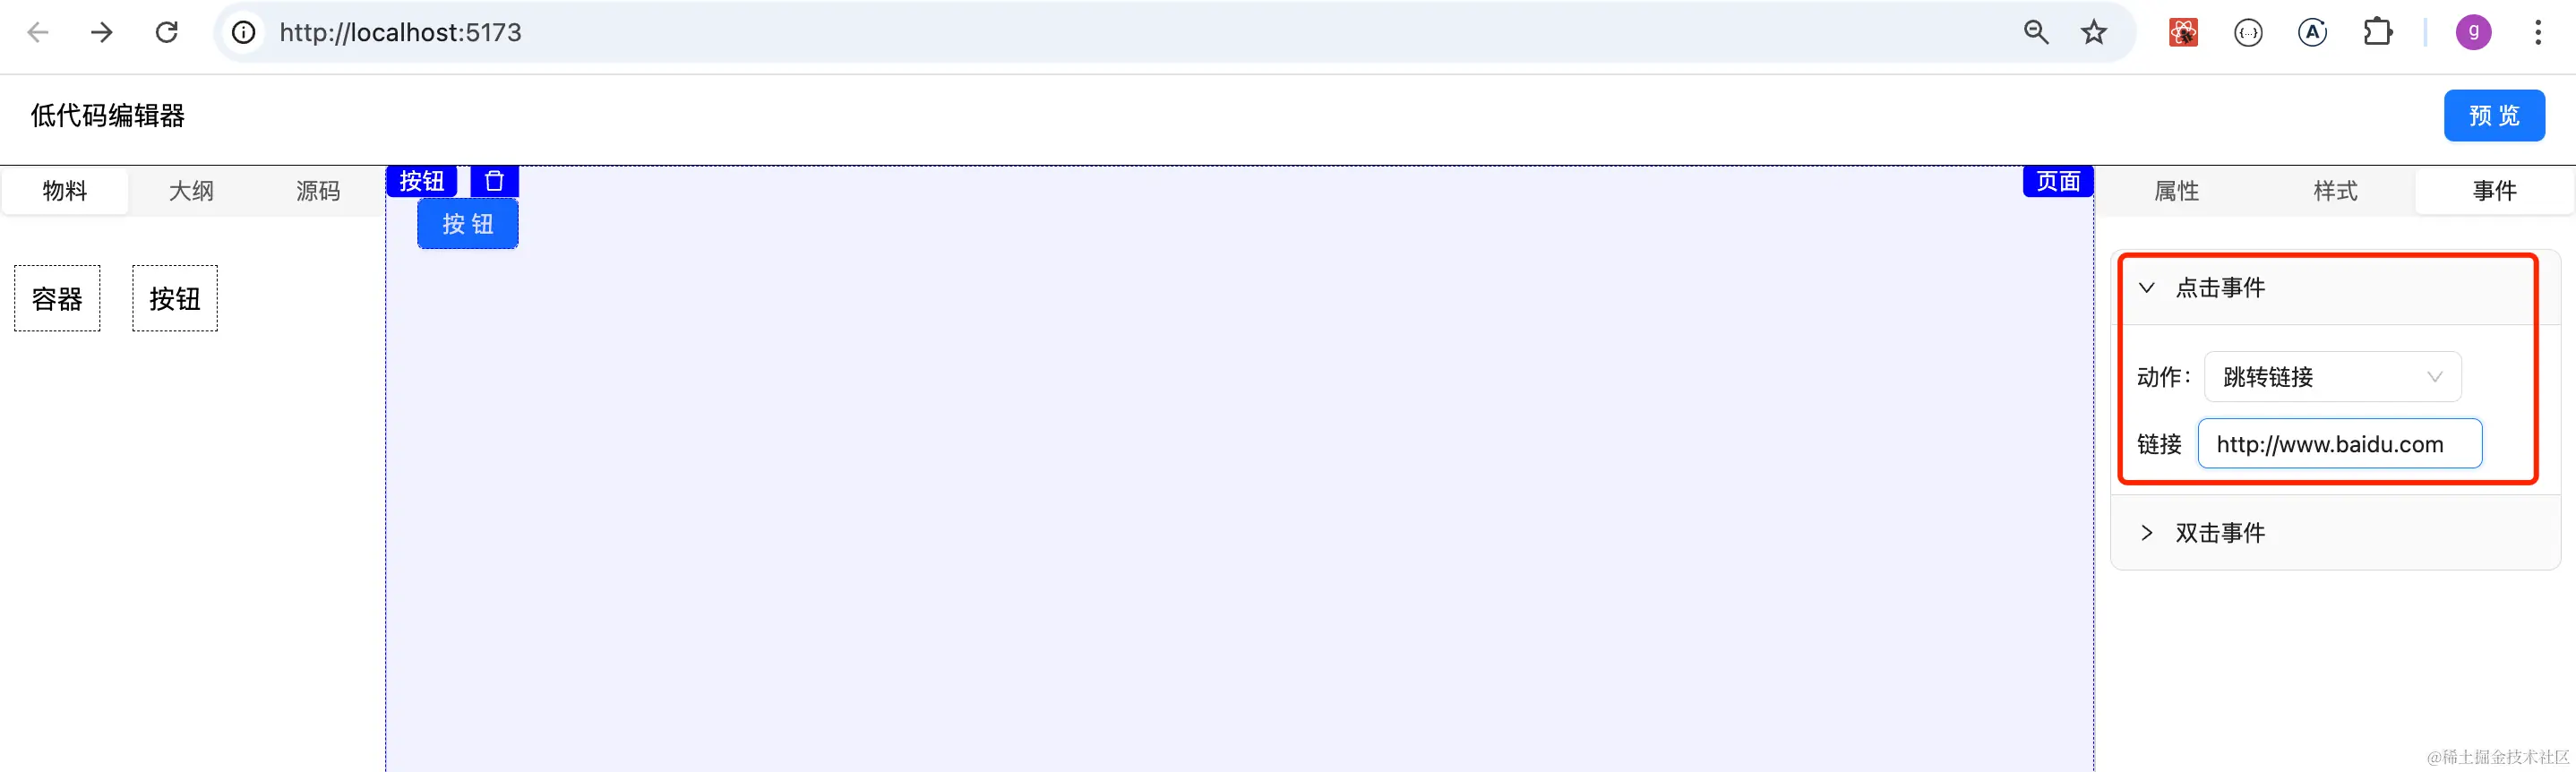 http://localhost:5173
g
低代码编辑器
预 览
物料 大纲 源码
按钮
页面
属性 样式 事件
按 钮
容器 按钮
点击事件
动作： 跳转链接
链接 http://www.baidu.com
双击事件
@稀土掘金技术社区